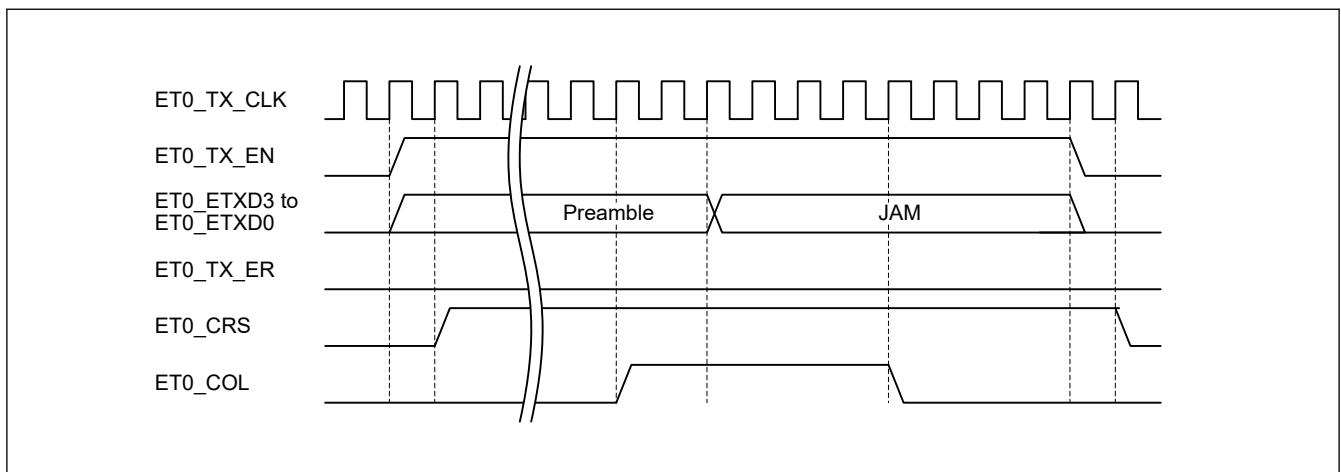 ET0_TX_CLK
ET0_TX_EN
ET0_ETXD3 to
ET0_ETXD0
Preamble
JAM
ET0_TX_ER
ET0_CRS
ET0_COL